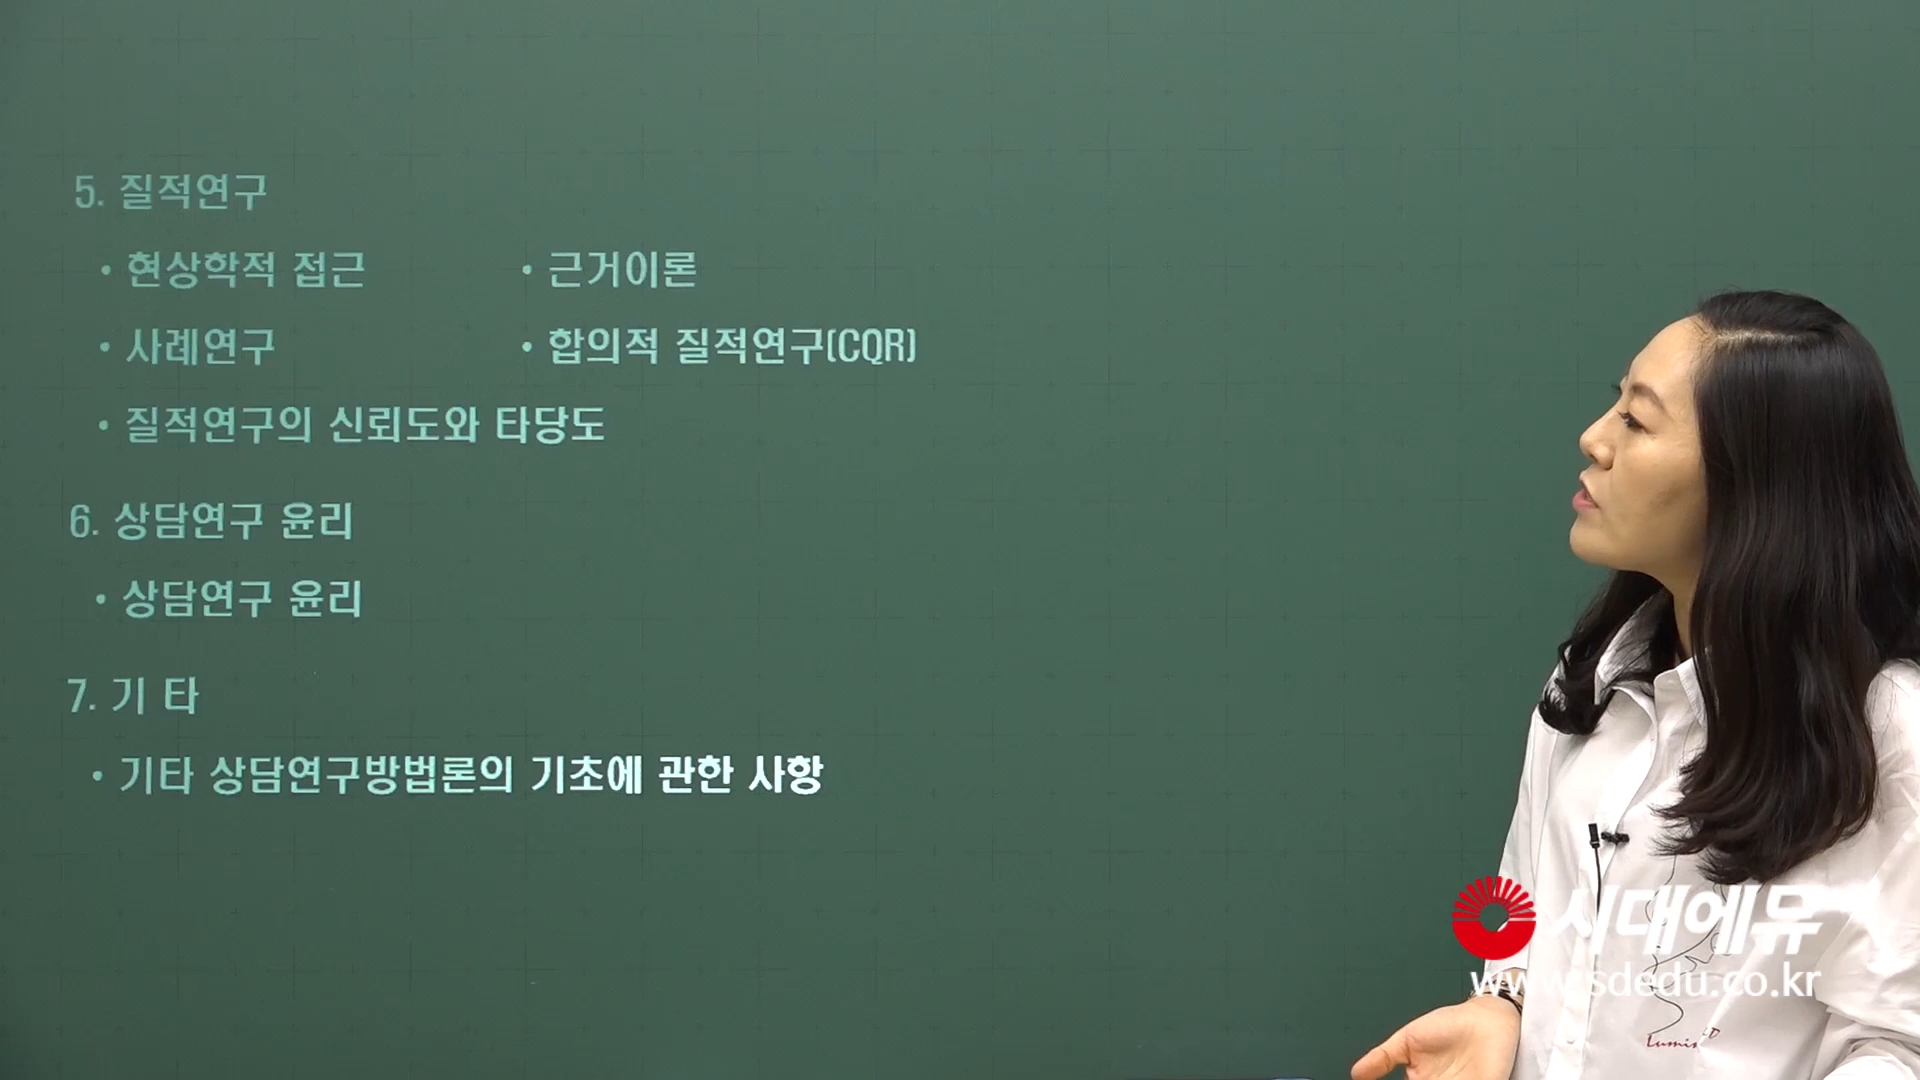 5. 질적연구
• 현상학적 접근
• 근거이론
• 사례연구
• 합의적 질적연구(CQR)
• 질적연구의 신뢰도와 타당도
6. 상담연구 윤리
• 상담연구 윤리
7. 기 타
• 기타 상담연구방법론의 기초에 관한 사항
시대에듀
www.sdedu.co.kr